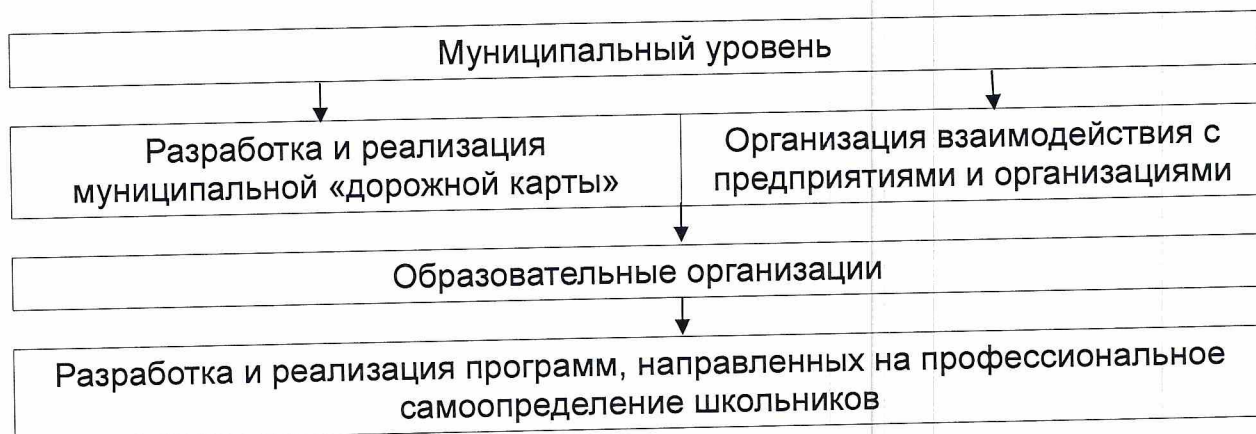 Муниципальный уровень
Разработка и реализация
муниципальной «дорожной карты»
Организация взаимодействия с
предприятиями и организациями
Образовательные организации
Разработка и реализация программ, направленных на профессиональное
самоопределение школьников